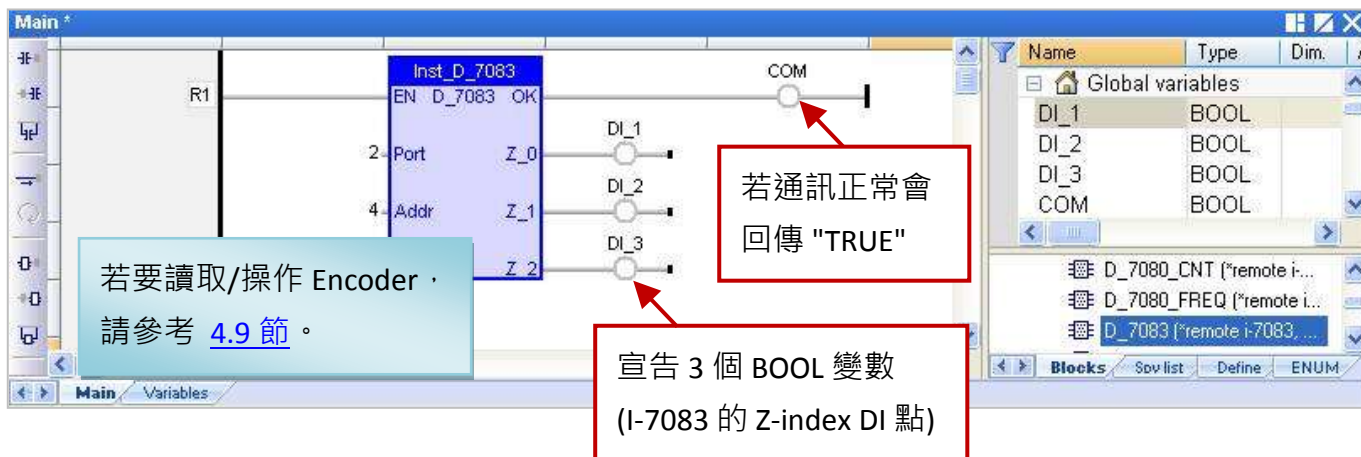 Main *
Name Type Dim.
Global variables
DI_1 BOOL
DI_2 BOOL
DI_3 BOOL
COM BOOL
R1
Inst_D_7083
EN D_7083 OK
COM
2 Port Z_0 DI_1
4 Addr Z_1 DI_2
Z_2 DI_3
若通訊正常會
回傳 "TRUE"
若要讀取/操作 Encoder，
請參考 4.9 節。
宣告 3 個 BOOL 變數
(I-7083 的 Z-index DI 點)
D_7080_CNT (*remote i-...
D_7080_FREQ (*remote i...
D_7083 (*remote i-7083, ...
Blocks Spy list Define ENUM
Main Variables